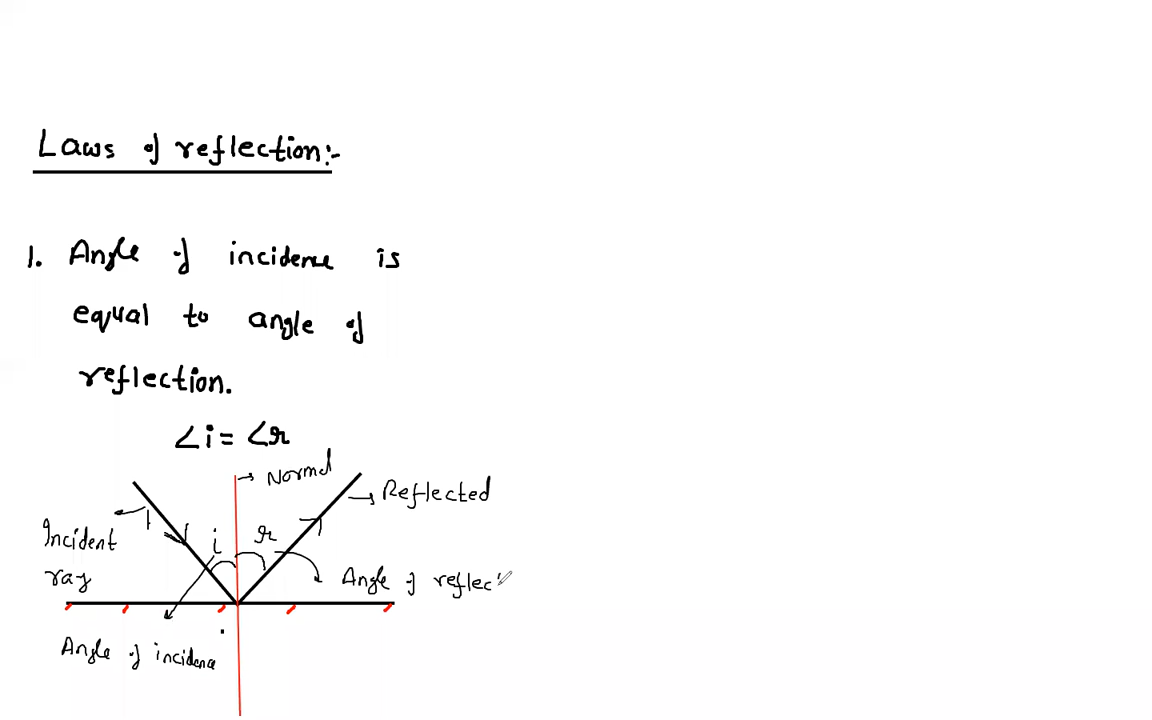 Laws of reflection:-
1. Angle of incidence is
equal to angle of
reflection.
∠i = ∠r
Normal
Reflected
Incident
ray
i
r
Angle of reflec
Angle of incidence